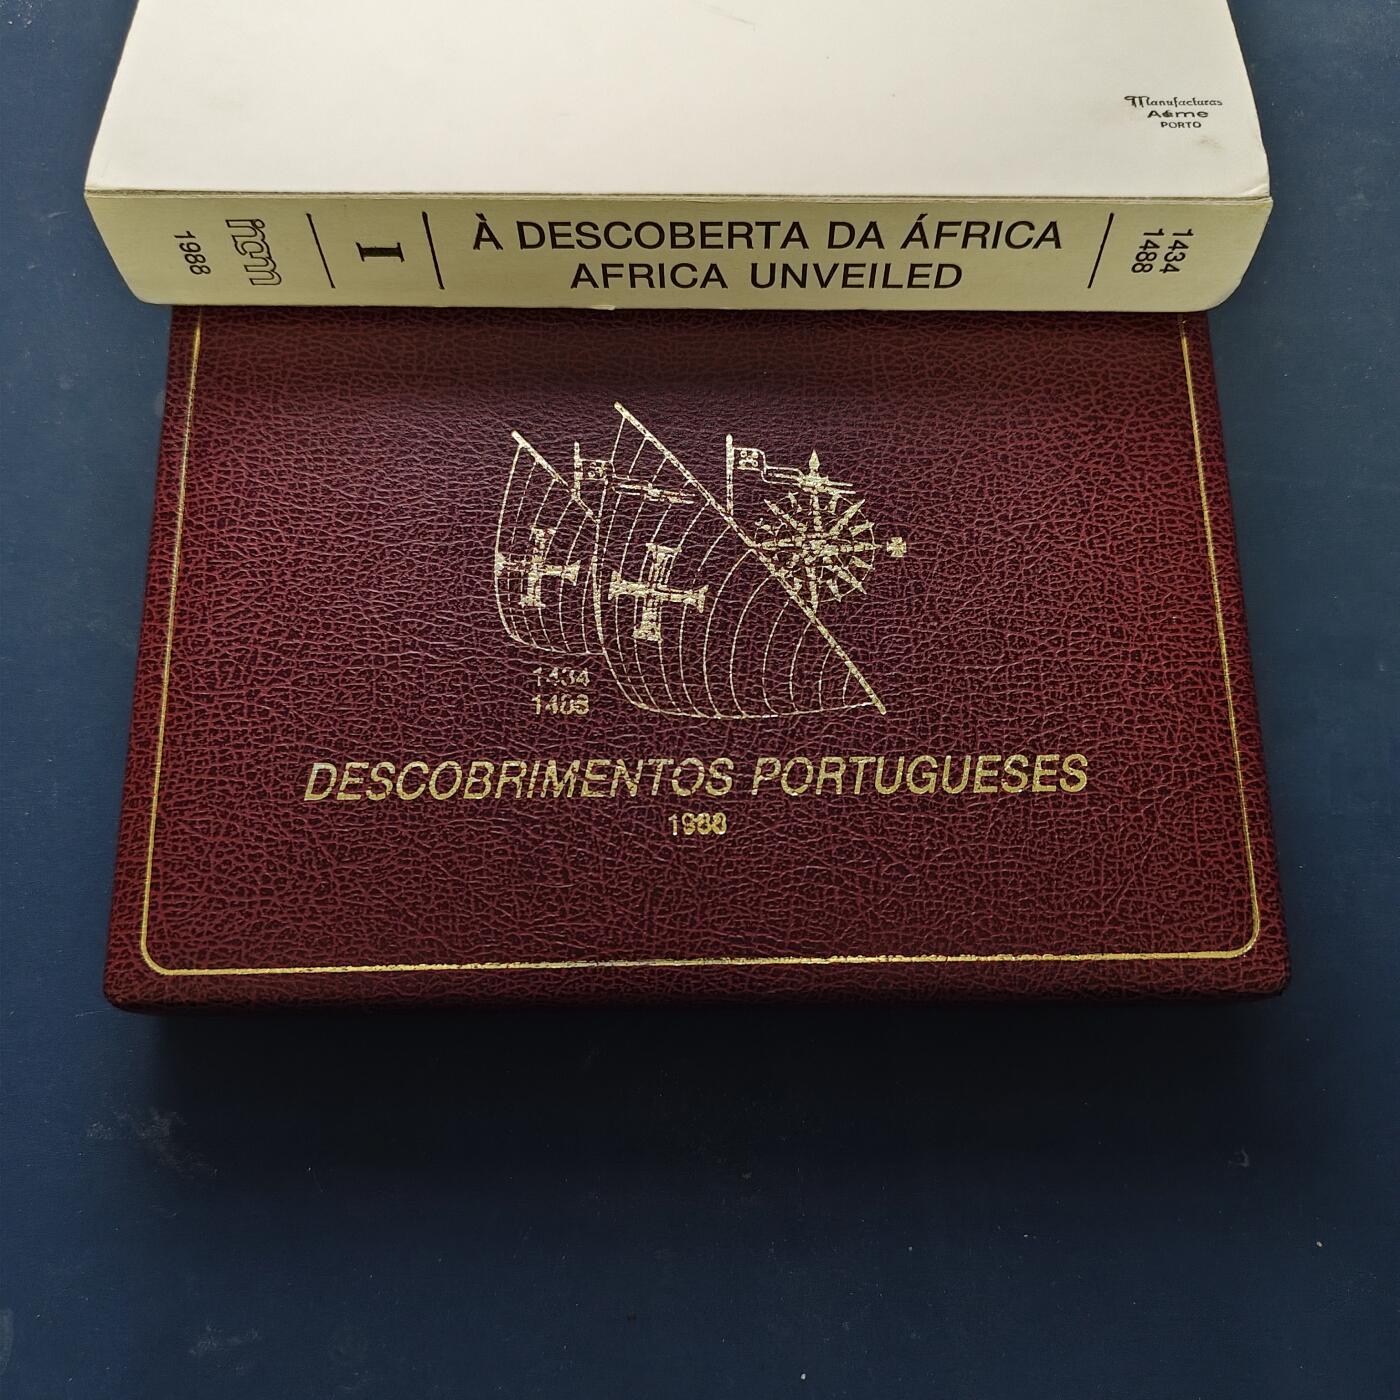 Manufacturas
Acme
PORTO
1988
incm
I
À DESCOBERTA DA ÁFRICA
AFRICA UNVEILED
1434
1488
1434
1488
DESCOBRIMENTOS PORTUGUESES
1988